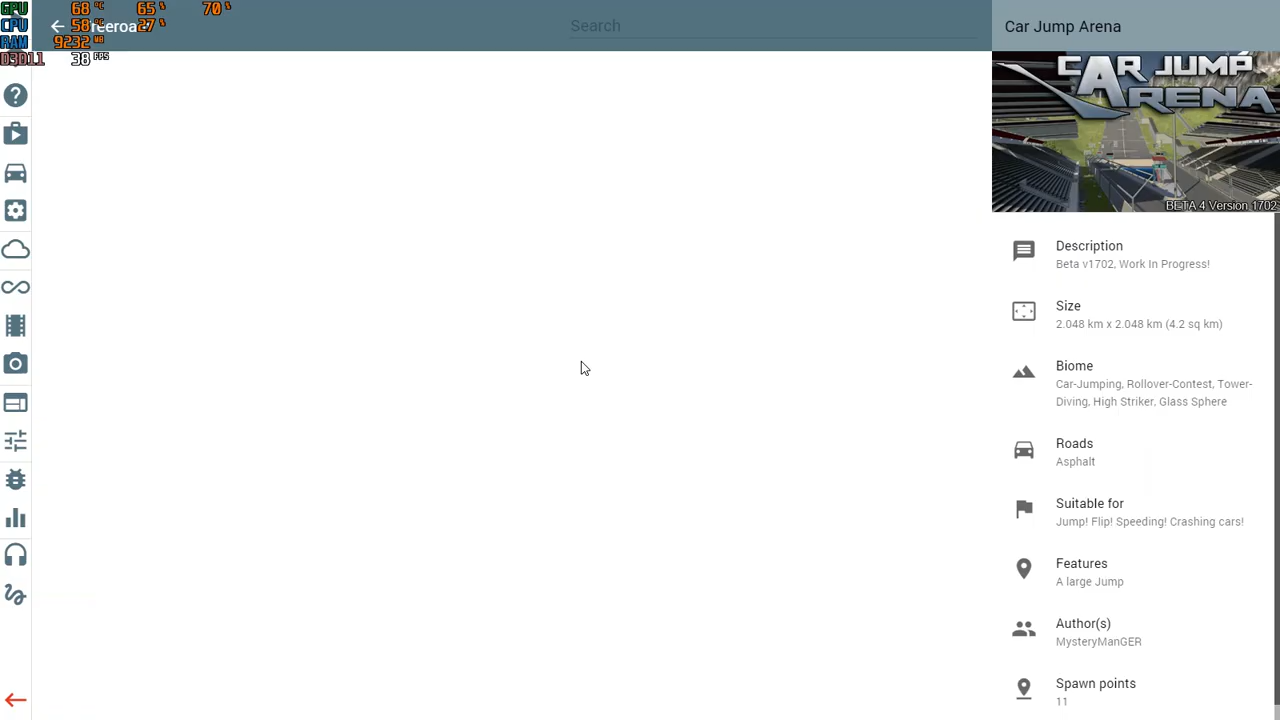 GPU 68 °C 65 % 70 %
CPU 58 °C 27 %
RAM 9232 MB
D3D11 38 FPS
Search
Car Jump Arena
CAR JUMP
ARENA
BETA 4 Version 1702
Description
Beta v1702, Work In Progress!
Size
2.048 km x 2.048 km (4.2 sq km)
Biome
Car-Jumping, Rollover-Contest, Tower-
Diving, High Striker, Glass Sphere
Roads
Asphalt
Suitable for
Jump! Flip! Speeding! Crashing cars!
Features
A large Jump
Author(s)
MysteryManGER
Spawn points
11